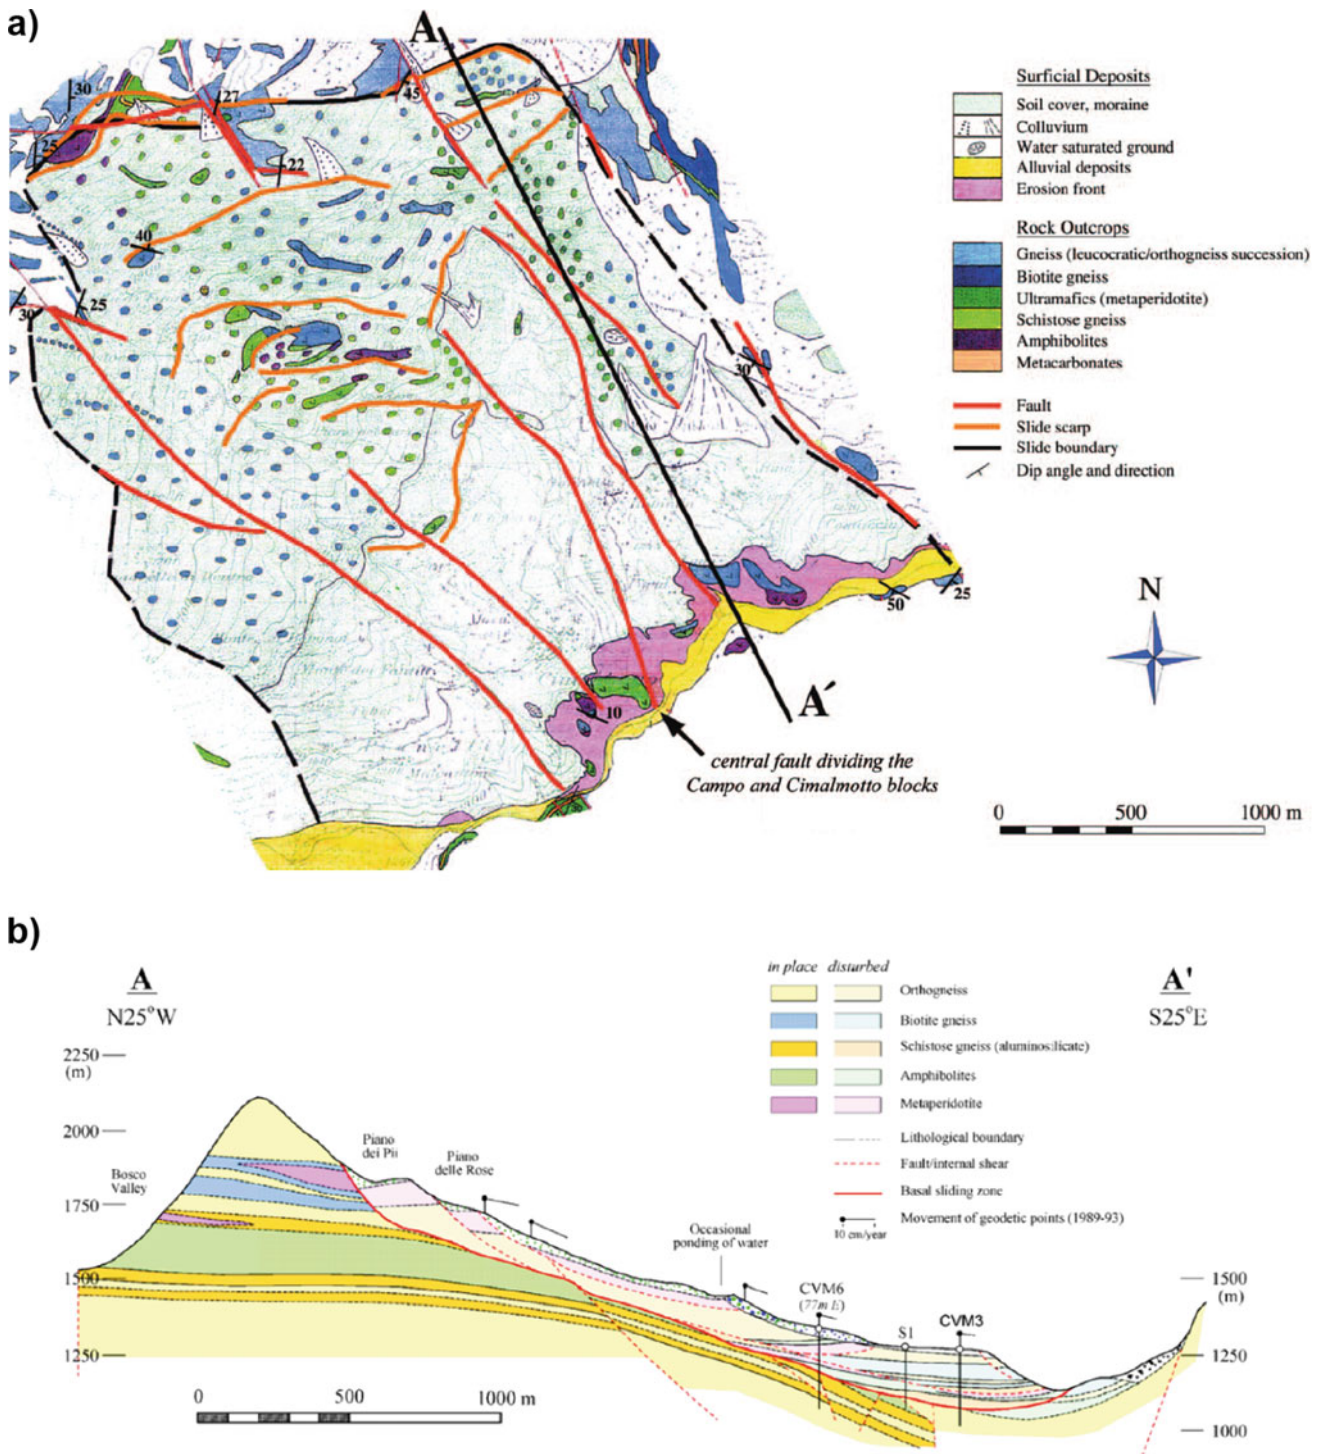 a)
A
Surficial Deposits
Soil cover, moraine
Colluvium
Water saturated ground
Alluvial deposits
Erosion front
Rock Outcrops
Gneiss (leucocratic/orthogneiss succession)
Biotite gneiss
Ultramafics (metaperidotite)
Schistose gneiss
Amphibolites
Metacarbonates
Fault
Slide scarp
Slide boundary
Dip angle and direction
30
27
45
25
22
40
25
30
30
50
25
10
N
A´
central fault dividing the
Campo and Cimalmotto blocks
0 500 1000 m
b)
A
N25°W
in place disturbed
Orthogneiss
Biotite gneiss
Schistose gneiss (aluminosilicate)
Amphibolites
Metaperidotite
Lithological boundary
Fault/internal shear
Basal sliding zone
Movement of geodetic points (1989-93)
10 cm/year
A'
S25°E
2250
(m)
2000
1750
1500
1250
Bosco
Valley
Piano
dei Pii
Piano
delle Rose
Occasional
ponding of water
CVM6
(77m E)
S1
CVM3
1500
(m)
1250
1000
0 500 1000 m